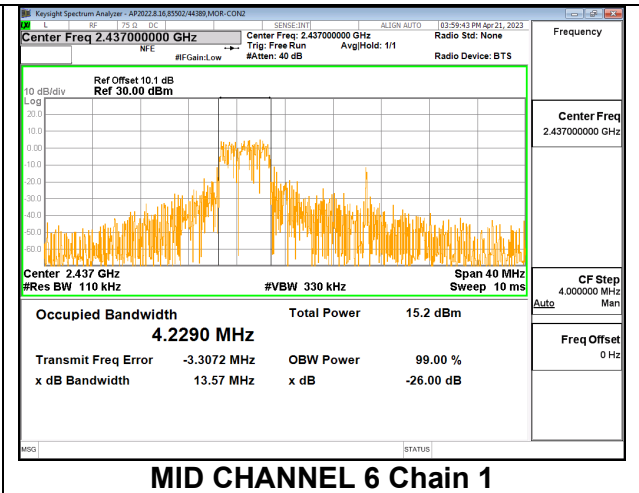 Keysight Spectrum Analyzer - AP2022.8.16,85502/44389,MOR-CON2
L RF 75 Ω DC SENSE:INT ALIGN AUTO 03:59:43 PM Apr 21, 2023
Center Freq 2.437000000 GHz Center Freq: 2.437000000 GHz Radio Std: None
NFE Trig: Free Run Avg|Hold: 1/1
#IFGain:Low #Atten: 40 dB Radio Device: BTS
Frequency
Ref Offset 10.1 dB
10 dB/div Ref 30.00 dBm
Log
20.0
10.0
0.00
-10.0
-20.0
-30.0
-40.0
-50.0
-60.0
Center 2.437 GHz Span 40 MHz
#Res BW 110 kHz #VBW 330 kHz Sweep 10 ms
Occupied Bandwidth Total Power 15.2 dBm
4.2290 MHz
Transmit Freq Error -3.3072 MHz OBW Power 99.00 %
x dB Bandwidth 13.57 MHz x dB -26.00 dB
Center Freq
2.437000000 GHz
CF Step
4.000000 MHz
Auto Man
Freq Offset
0 Hz
MSG STATUS
MID CHANNEL 6 Chain 1